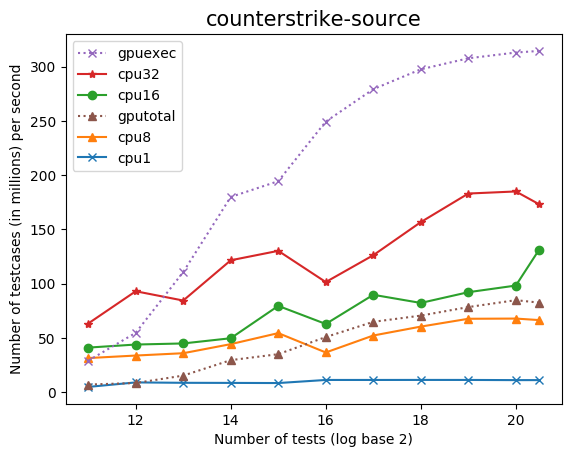 counterstrike-source
gpuexec
cpu32
cpu16
gputotal
cpu8
cpu1
Number of testcases (in millions) per second
300
250
200
150
100
50
0
12
14
16
18
20
Number of tests (log base 2)